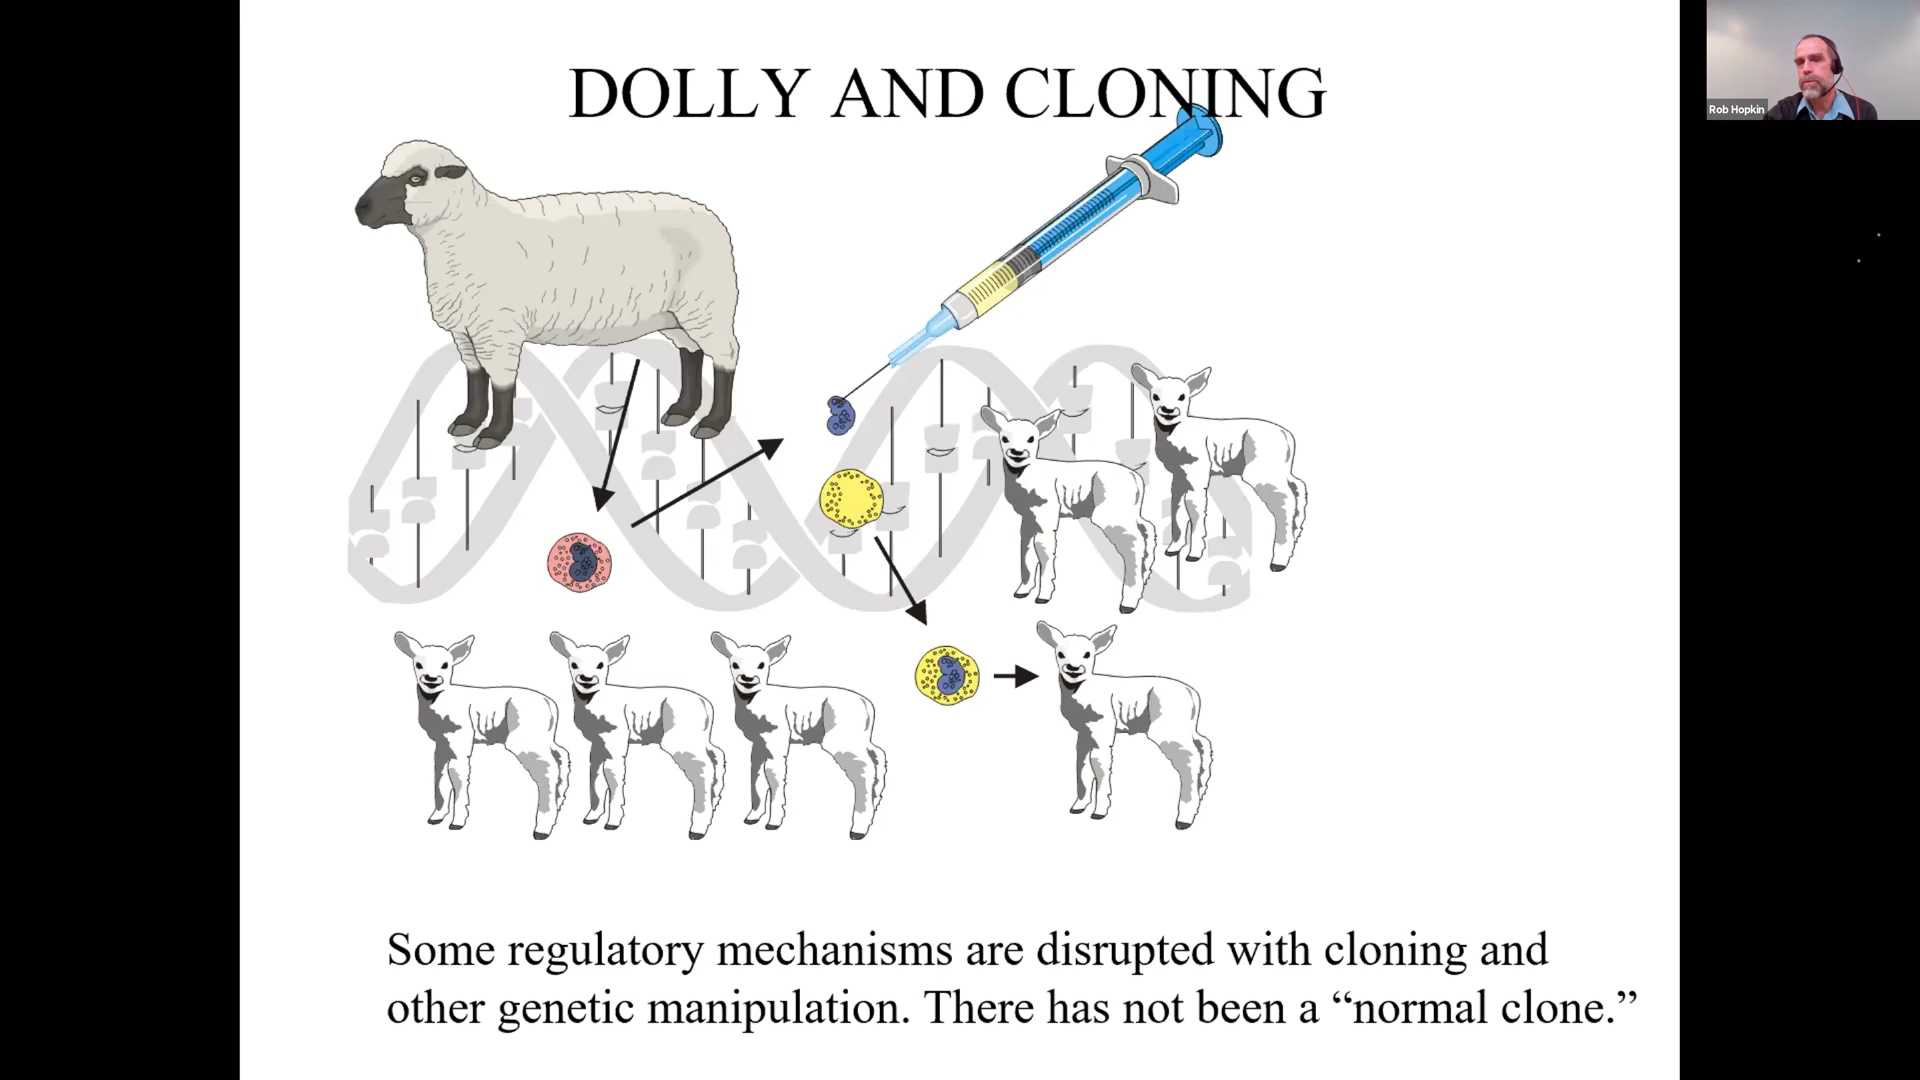 DOLLY AND CLONING
Rob Hopkin
Some regulatory mechanisms are disrupted with cloning and
other genetic manipulation. There has not been a “normal clone.”